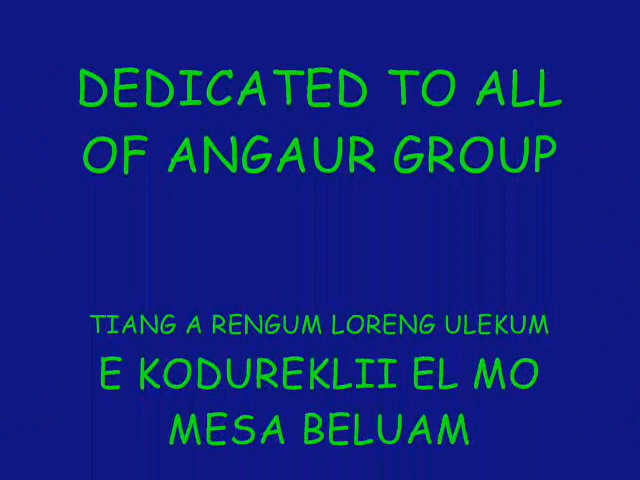 DEDICATED TO ALL
OF ANGAUR GROUP
TIANG A RENGUM LORENG ULEKUM
E KODUREKLII EL MO
MESA BELUAM